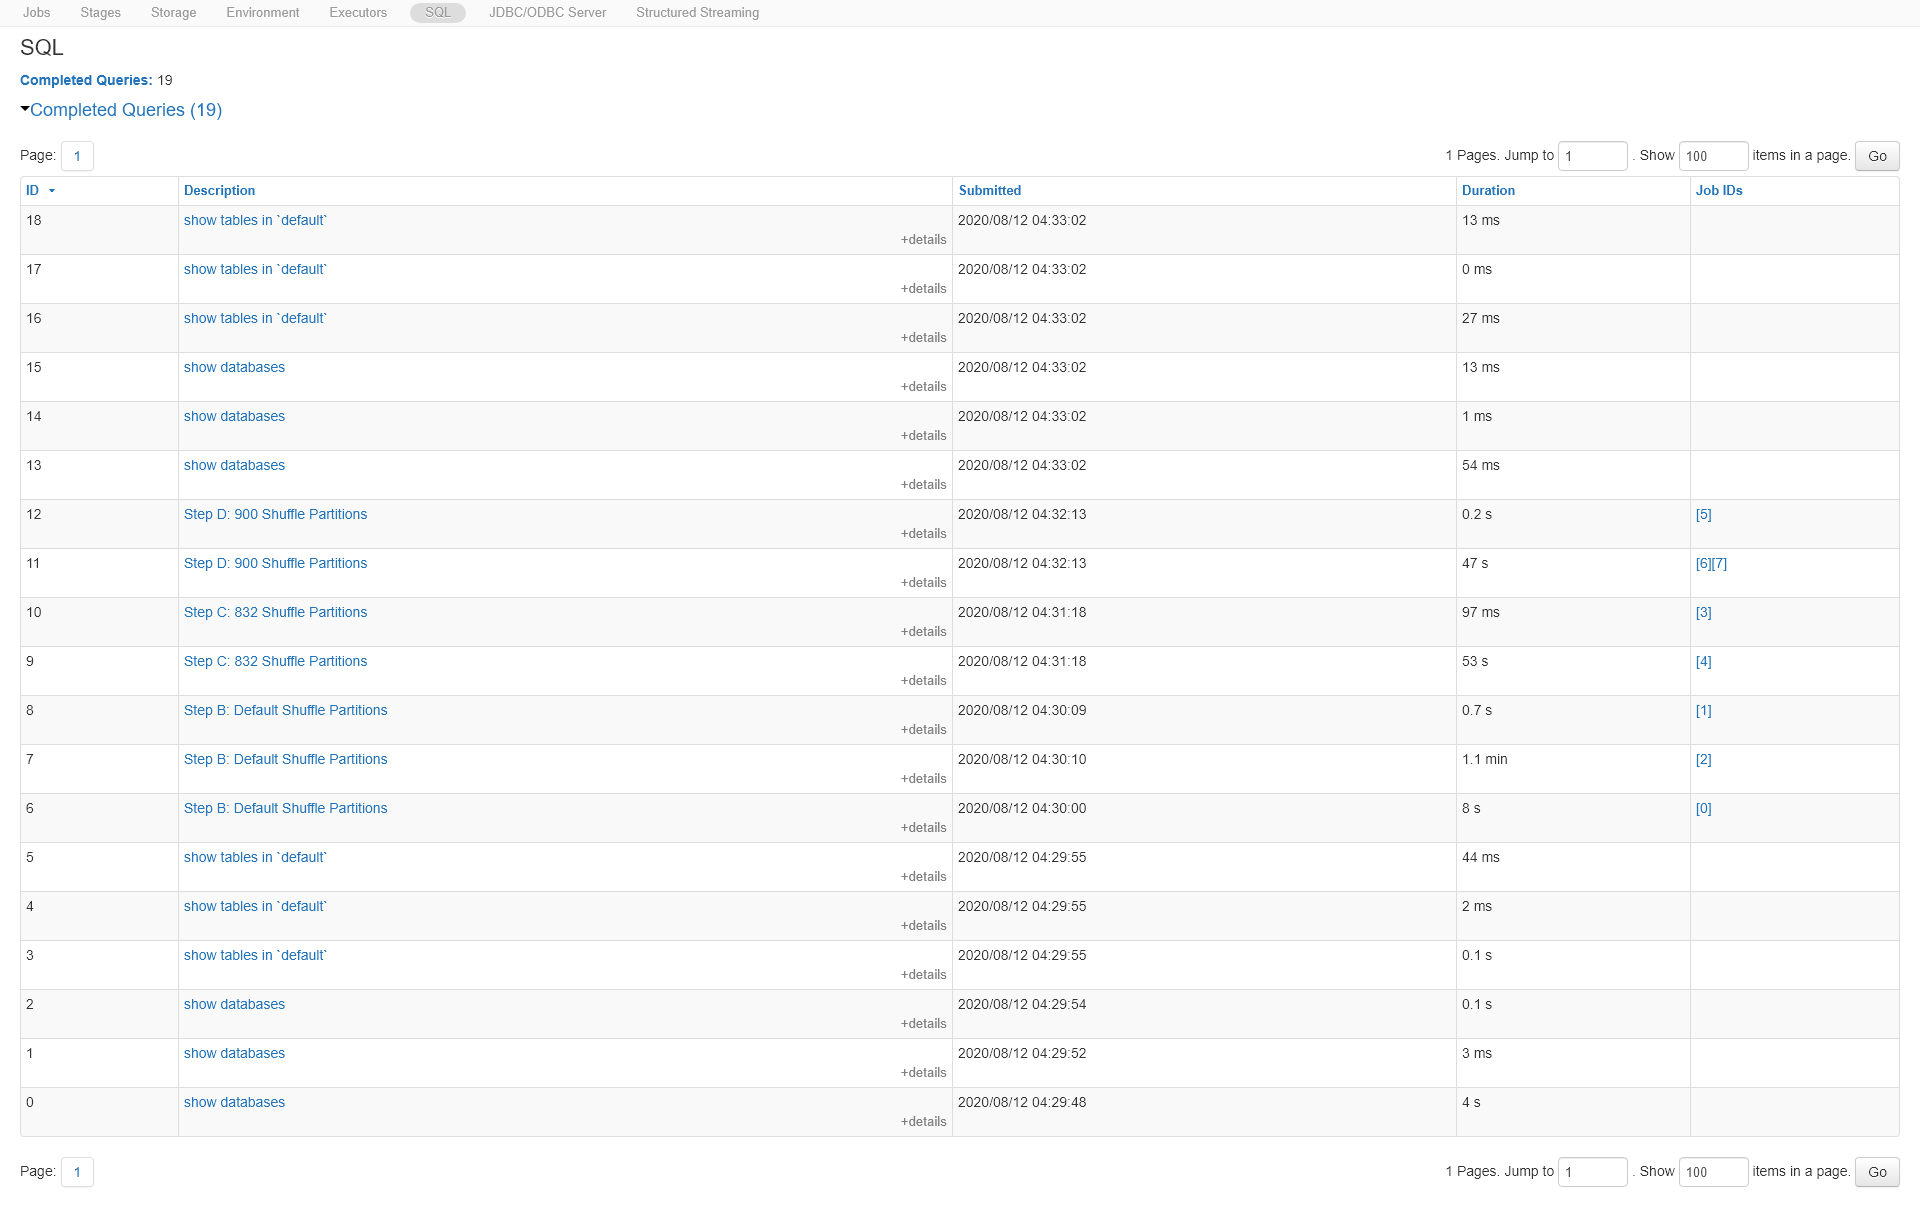 Jobs Stages Storage Environment Executors SQL JDBC/ODBC Server Structured Streaming
SQL
Completed Queries: 19
Completed Queries (19)
Page: 1 1 Pages. Jump to 1 . Show 100 items in a page. Go
ID Description Submitted Duration Job IDs
18 show tables in `default` 2020/08/12 04:33:02 13 ms
+details
17 show tables in `default` 2020/08/12 04:33:02 0 ms
+details
16 show tables in `default` 2020/08/12 04:33:02 27 ms
+details
15 show databases 2020/08/12 04:33:02 13 ms
+details
14 show databases 2020/08/12 04:33:02 1 ms
+details
13 show databases 2020/08/12 04:33:02 54 ms
+details
12 Step D: 900 Shuffle Partitions 2020/08/12 04:32:13 0.2 s [5]
+details
11 Step D: 900 Shuffle Partitions 2020/08/12 04:32:13 47 s [6][7]
+details
10 Step C: 832 Shuffle Partitions 2020/08/12 04:31:18 97 ms [3]
+details
9 Step C: 832 Shuffle Partitions 2020/08/12 04:31:18 53 s [4]
+details
8 Step B: Default Shuffle Partitions 2020/08/12 04:30:09 0.7 s [1]
+details
7 Step B: Default Shuffle Partitions 2020/08/12 04:30:10 1.1 min [2]
+details
6 Step B: Default Shuffle Partitions 2020/08/12 04:30:00 8 s [0]
+details
5 show tables in `default` 2020/08/12 04:29:55 44 ms
+details
4 show tables in `default` 2020/08/12 04:29:55 2 ms
+details
3 show tables in `default` 2020/08/12 04:29:55 0.1 s
+details
2 show databases 2020/08/12 04:29:54 0.1 s
+details
1 show databases 2020/08/12 04:29:52 3 ms
+details
0 show databases 2020/08/12 04:29:48 4 s
+details
Page: 1 1 Pages. Jump to 1 . Show 100 items in a page. Go